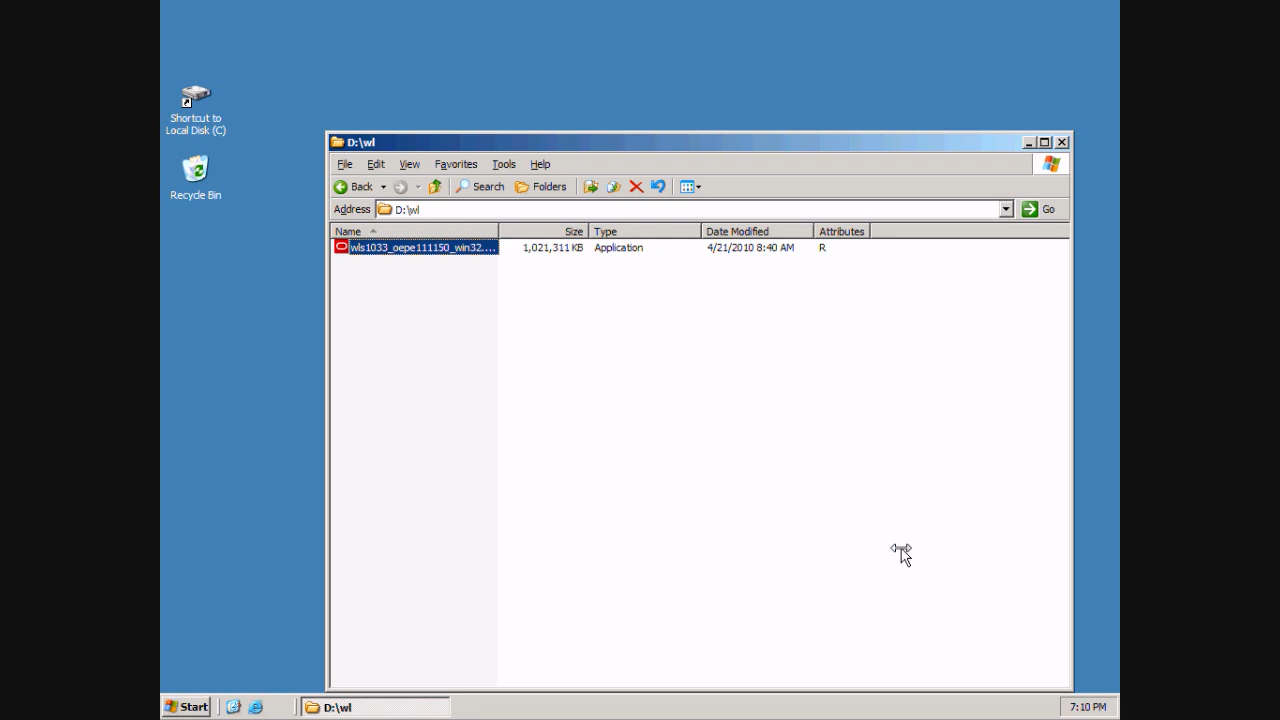 Shortcut to
Local Disk (C)
Recycle Bin
D:\wl
File Edit View Favorites Tools Help
Back Search Folders
Address D:\wl Go
Name Size Type Date Modified Attributes
wls1033_oepe111150_win32.... 1,021,311 KB Application 4/21/2010 8:40 AM R
Start D:\wl 7:10 PM